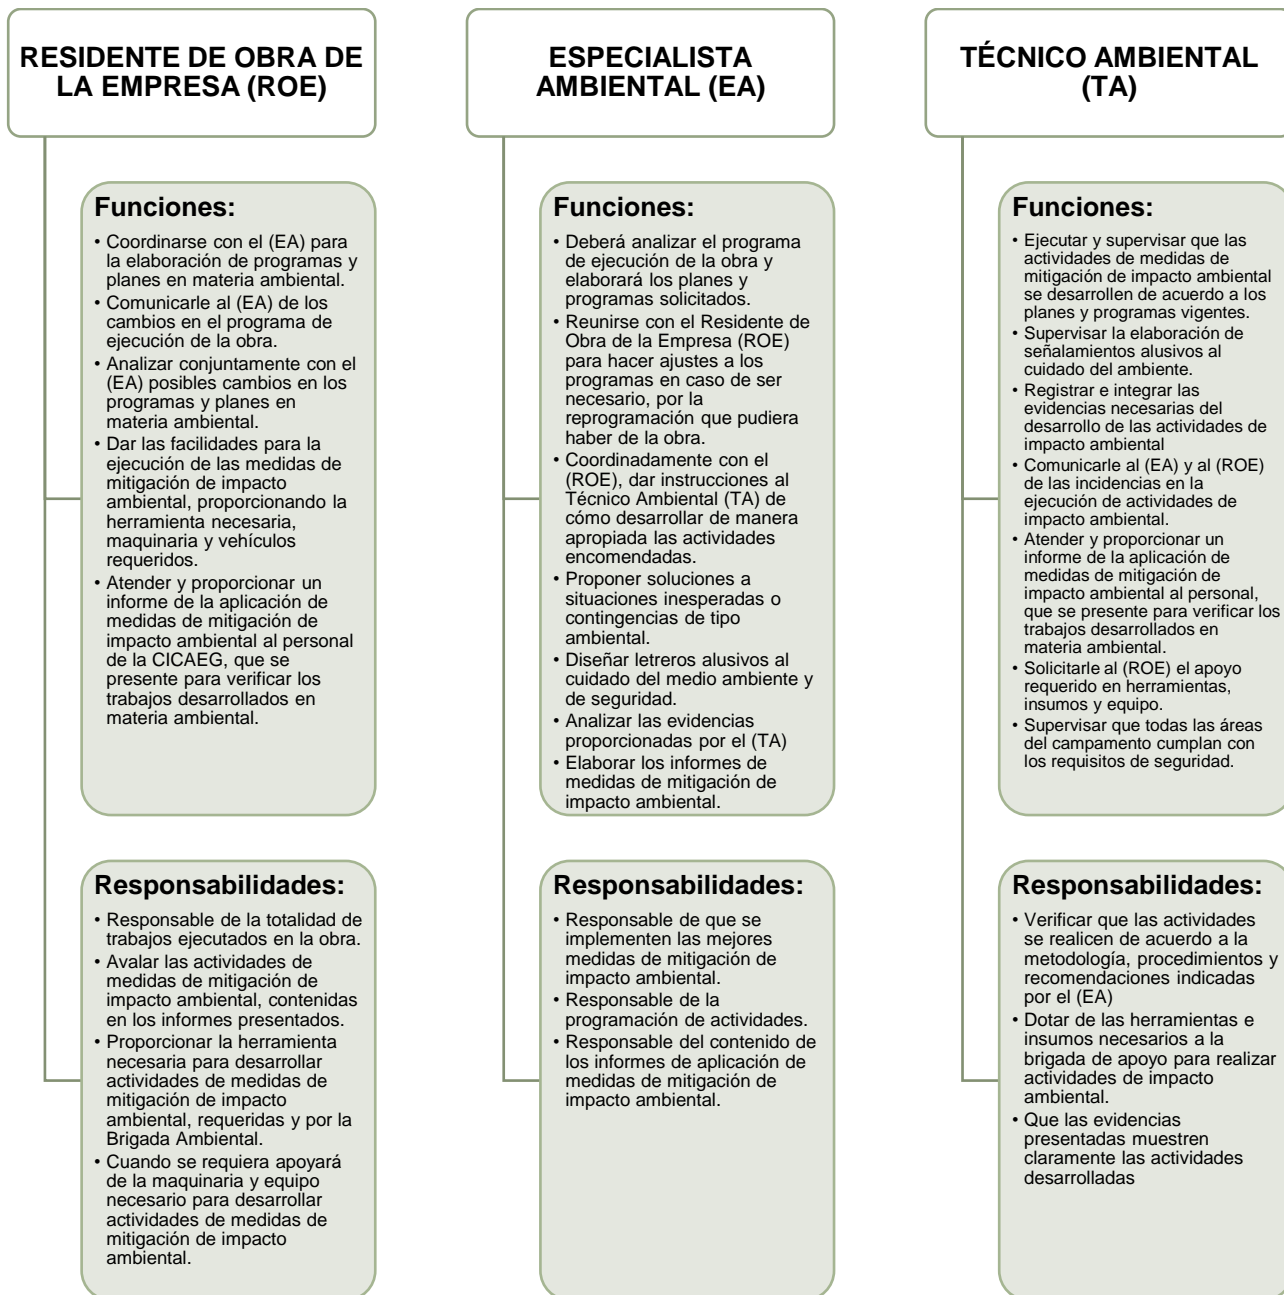 RESIDENTE DE OBRA DE
LA EMPRESA (ROE)
Funciones:
• Coordinarse con el (EA) para
la elaboración de programas y
planes en materia ambiental.
• Comunicarle al (EA) de los
cambios en el programa de
ejecución de la obra.
• Analizar conjuntamente con el
(EA) posibles cambios en los
programas y planes en
materia ambiental.
• Dar las facilidades para la
ejecución de las medidas de
mitigación de impacto
ambiental, proporcionando la
herramienta necesaria,
maquinaria y vehículos
requeridos.
• Atender y proporcionar un
informe de la aplicación de
medidas de mitigación de
impacto ambiental al personal
de la CICAEG, que se
presente para verificar los
trabajos desarrollados en
materia ambiental.
Responsabilidades:
• Responsable de la totalidad de
trabajos ejecutados en la obra.
• Avalar las actividades de
medidas de mitigación de
impacto ambiental, contenidas
en los informes presentados.
• Proporcionar la herramienta
necesaria para desarrollar
actividades de medidas de
mitigación de impacto
ambiental, requeridas y por la
Brigada Ambiental.
• Cuando se requiera apoyará
de la maquinaria y equipo
necesario para desarrollar
actividades de medidas de
mitigación de impacto
ambiental.
ESPECIALISTA
AMBIENTAL (EA)
Funciones:
• Deberá analizar el programa
de ejecución de la obra y
elaborará los planes y
programas solicitados.
• Reunirse con el Residente de
Obra de la Empresa (ROE)
para hacer ajustes a los
programas en caso de ser
necesario, por la
reprogramación que pudiera
haber de la obra.
• Coordinadamente con el
(ROE), dar instrucciones al
Técnico Ambiental (TA) de
cómo desarrollar de manera
apropiada las actividades
encomendadas.
• Proponer soluciones a
situaciones inesperadas o
contingencias de tipo
ambiental.
• Diseñar letreros alusivos al
cuidado del medio ambiente y
de seguridad.
• Analizar las evidencias
proporcionadas por el (TA)
• Elaborar los informes de
medidas de mitigación de
impacto ambiental.
Responsabilidades:
• Responsable de que se
implementen las mejores
medidas de mitigación de
impacto ambiental.
• Responsable de la
programación de actividades.
• Responsable del contenido de
los informes de aplicación de
medidas de mitigación de
impacto ambiental.
TÉCNICO AMBIENTAL
(TA)
Funciones:
• Ejecutar y supervisar que las
actividades de medidas de
mitigación de impacto ambiental
se desarrollen de acuerdo a los
planes y programas vigentes.
• Supervisar la elaboración de
señalamientos alusivos al
cuidado del ambiente.
• Registrar e integrar las
evidencias necesarias del
desarrollo de las actividades de
impacto ambiental
• Comunicarle al (EA) y al (ROE)
de las incidencias en la
ejecución de actividades de
impacto ambiental.
• Atender y proporcionar un
informe de la aplicación de
medidas de mitigación de
impacto ambiental al personal,
que se presente para verificar los
trabajos desarrollados en
materia ambiental.
• Solicitarle al (ROE) el apoyo
requerido en herramientas,
insumos y equipo.
• Supervisar que todas las áreas
del campamento cumplan con
los requisitos de seguridad.
Responsabilidades:
• Verificar que las actividades
se realicen de acuerdo a la
metodología, procedimientos y
recomendaciones indicadas
por el (EA)
• Dotar de las herramientas e
insumos necesarios a la
brigada de apoyo para realizar
actividades de impacto
ambiental.
• Que las evidencias
presentadas muestren
claramente las actividades
desarrolladas